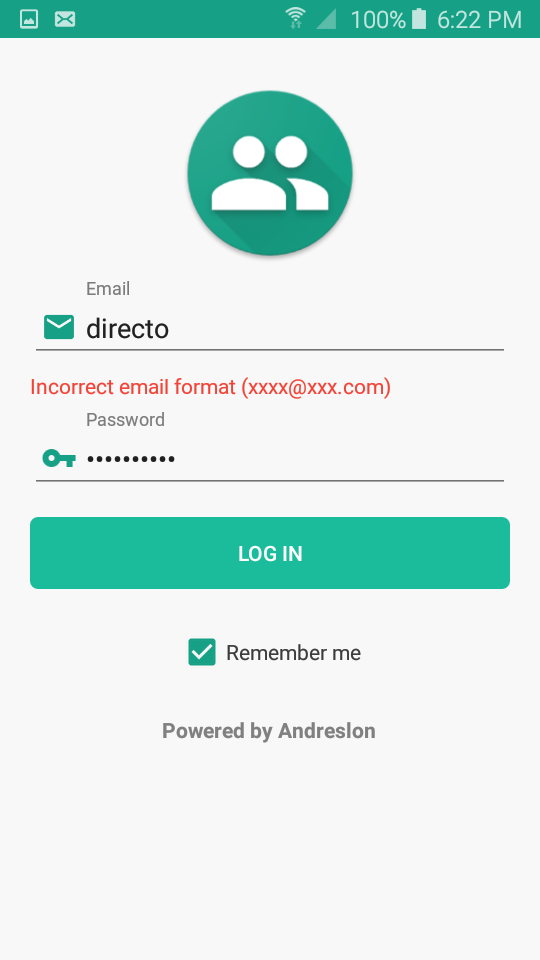 100% 6:22 PM
Email
directo
Incorrect email format (xxxx@xxx.com)
Password
••••••••••
LOG IN
Remember me
Powered by Andreslon